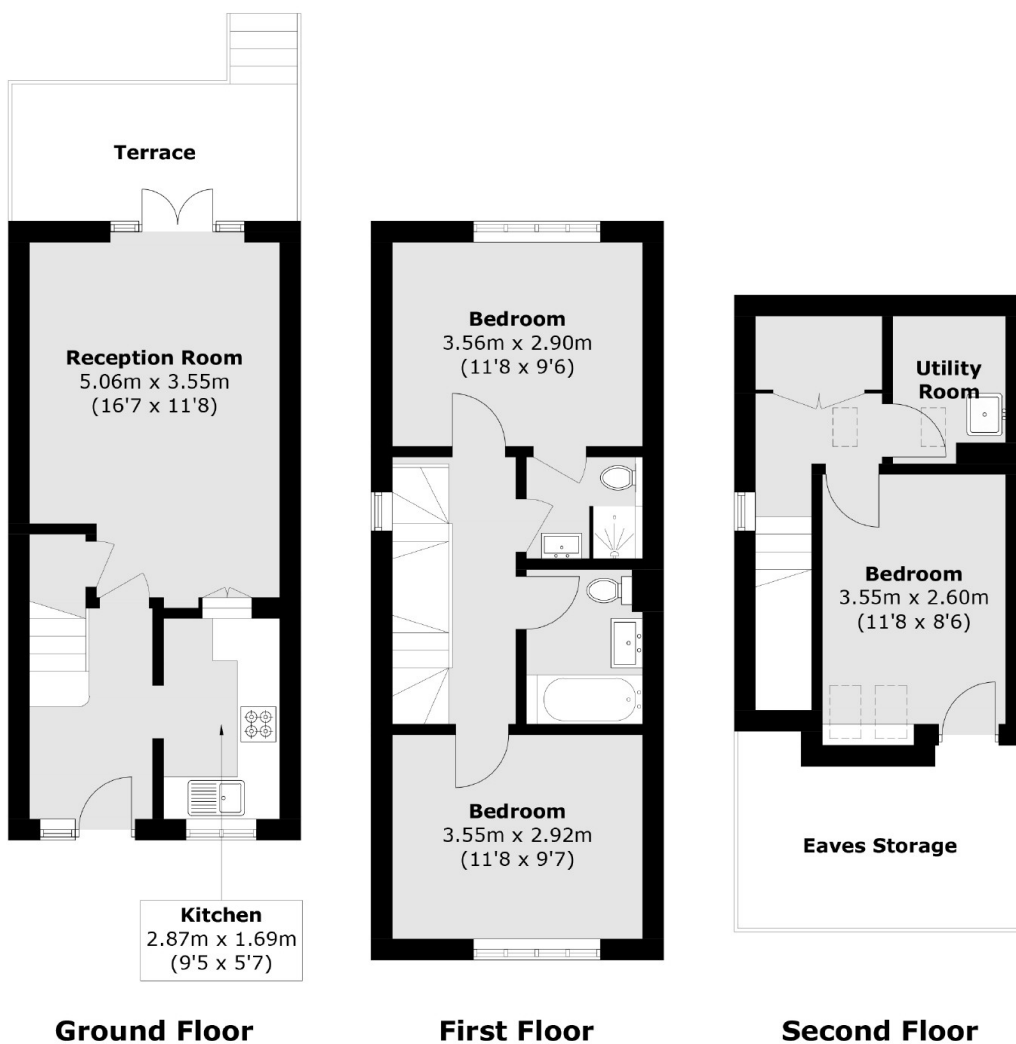 Terrace
Reception Room
5.06m x 3.55m
(16'7 x 11'8)
Kitchen
2.87m x 1.69m
(9'5 x 5'7)
Ground Floor
Bedroom
3.56m x 2.90m
(11'8 x 9'6)
Bedroom
3.55m x 2.92m
(11'8 x 9'7)
First Floor
Utility
Room
Bedroom
3.55m x 2.60m
(11'8 x 8'6)
Eaves Storage
Second Floor